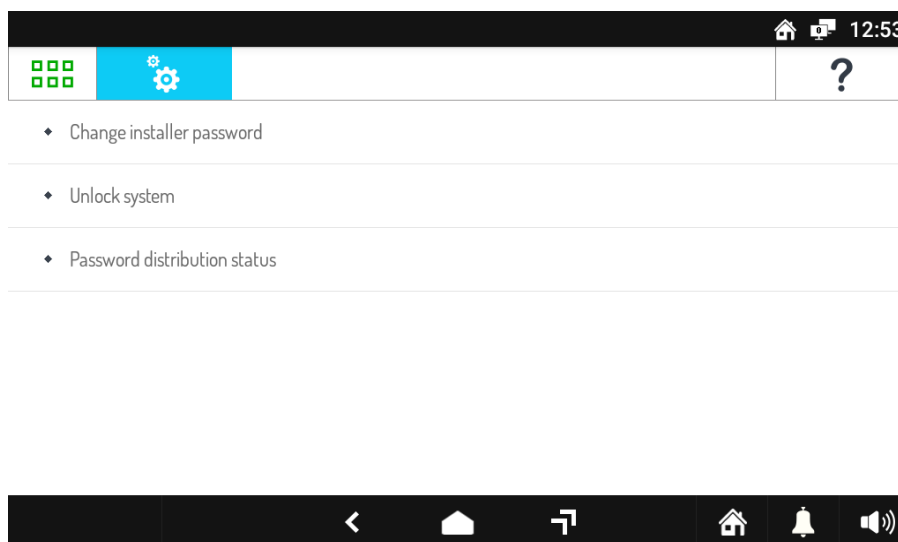 12:53
?
Change installer password
Unlock system
Password distribution status